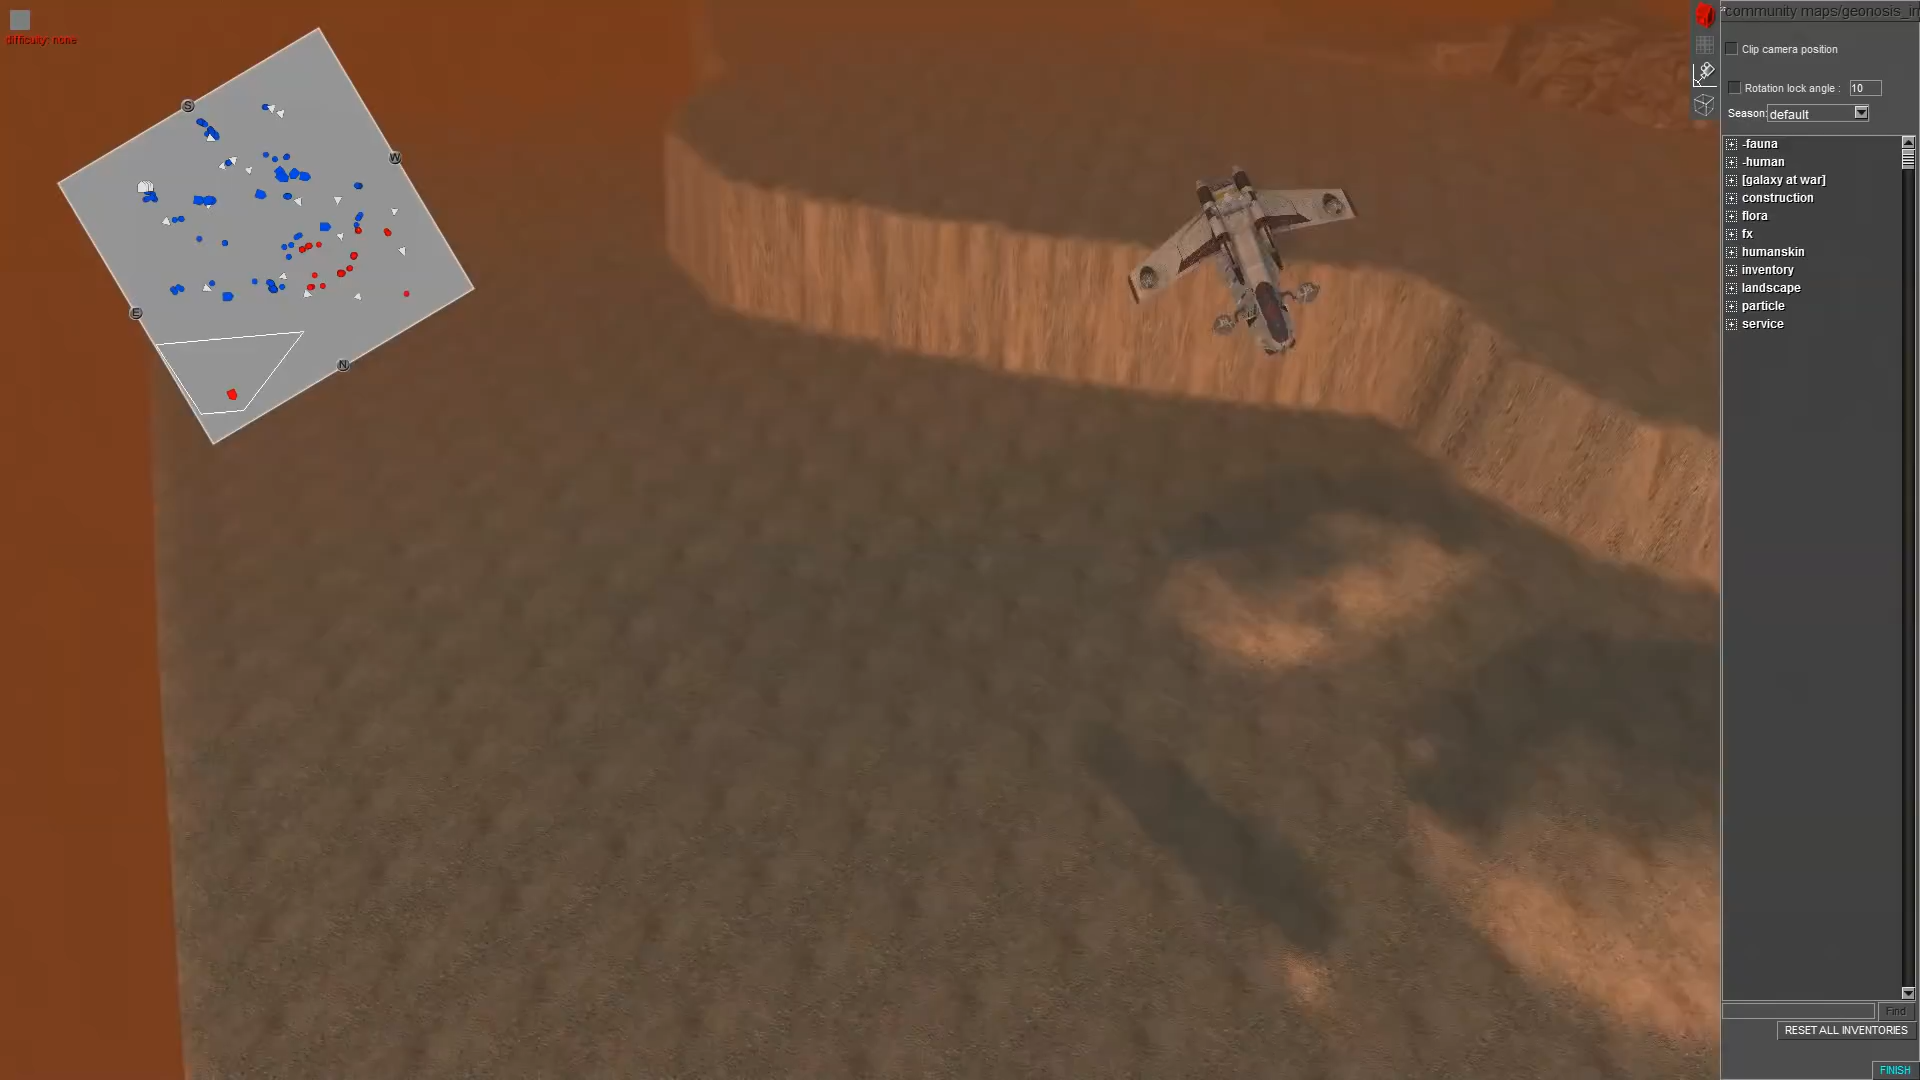 difficulty: none
S
W
E
N
community maps/geonosis_in
Clip camera position
Rotation lock angle : 10
Season: default
-fauna
-human
[galaxy at war]
construction
flora
fx
humanskin
inventory
landscape
particle
service
Find
RESET ALL INVENTORIES
FINISH